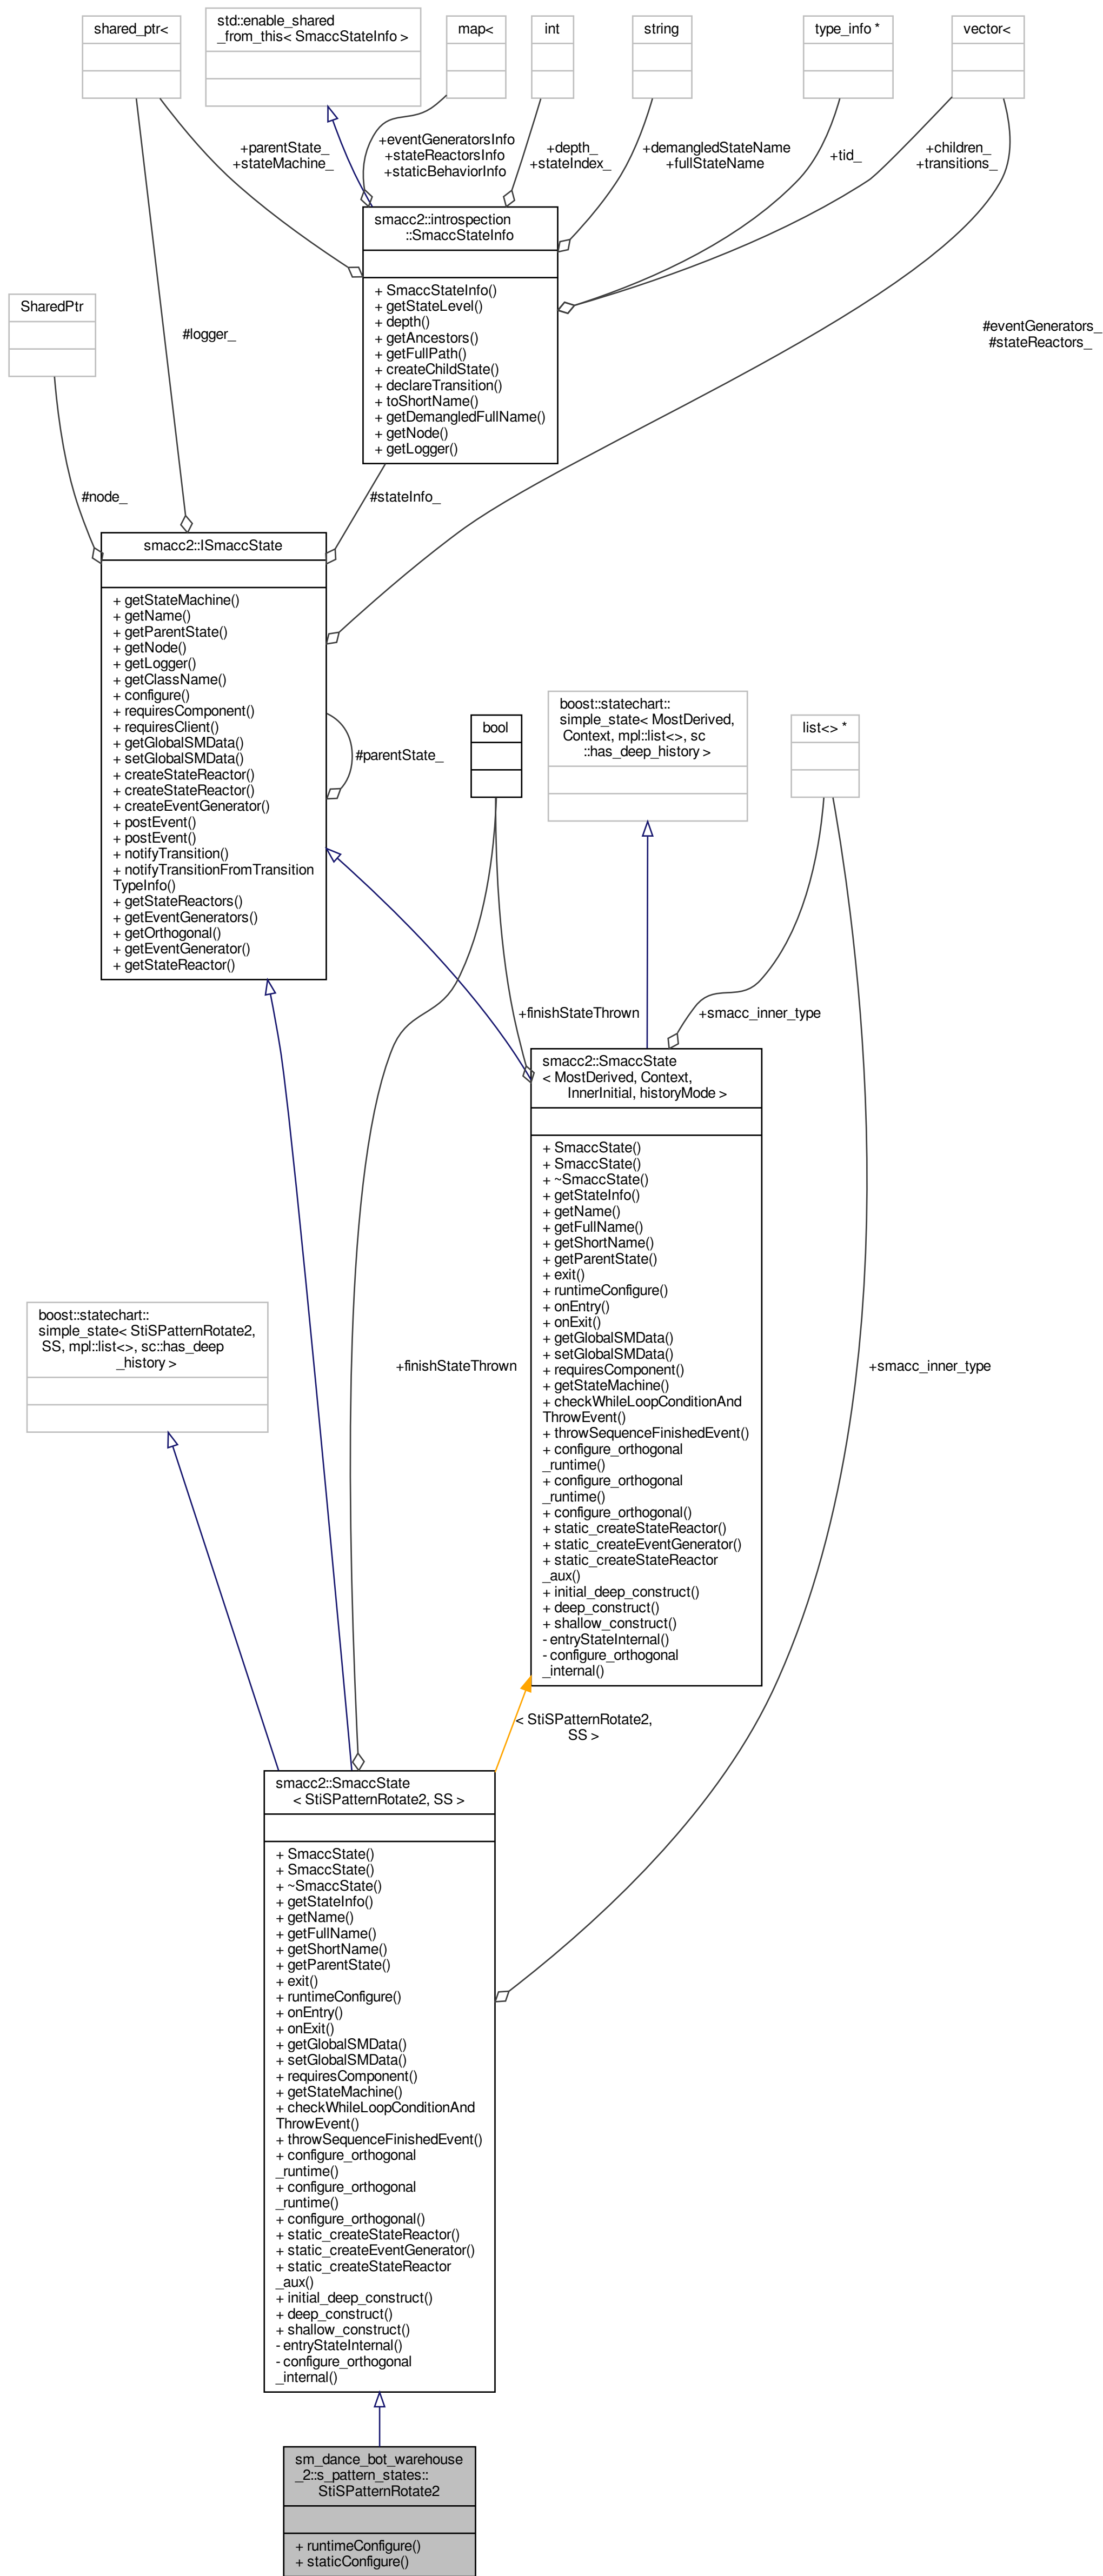 shared_ptr<
std::enable_shared
_from_this< SmaccStateInfo >
map<
int
string
type_info *
vector<
+parentState_
+stateMachine_
+eventGeneratorsInfo
+stateReactorsInfo
+staticBehaviorInfo
+depth_
+stateIndex_
+demangledStateName
+fullStateName
+tid_
+children_
+transitions_
smacc2::introspection
::SmaccStateInfo
+ SmaccStateInfo()
+ getStateLevel()
+ depth()
+ getAncestors()
+ getFullPath()
+ createChildState()
+ declareTransition()
+ toShortName()
+ getDemangledFullName()
+ getNode()
+ getLogger()
SharedPtr
#logger_
#eventGenerators_
#stateReactors_
#node_
#stateInfo_
smacc2::ISmaccState
+ getStateMachine()
+ getName()
+ getParentState()
+ getNode()
+ getLogger()
+ getClassName()
+ configure()
+ requiresComponent()
+ requiresClient()
+ getGlobalSMData()
+ setGlobalSMData()
+ createStateReactor()
+ createStateReactor()
+ createEventGenerator()
+ postEvent()
+ postEvent()
+ notifyTransition()
+ notifyTransitionFromTransition
TypeInfo()
+ getStateReactors()
+ getEventGenerators()
+ getOrthogonal()
+ getEventGenerator()
+ getStateReactor()
#parentState_
bool
boost::statechart::
simple_state< MostDerived,
Context, mpl::list<>, sc
::has_deep_history >
list<> *
+finishStateThrown
+smacc_inner_type
smacc2::SmaccState
< MostDerived, Context,
InnerInitial, historyMode >
+ SmaccState()
+ SmaccState()
+ ~SmaccState()
+ getStateInfo()
+ getName()
+ getFullName()
+ getShortName()
+ getParentState()
+ exit()
+ runtimeConfigure()
+ onEntry()
+ onExit()
+ getGlobalSMData()
+ setGlobalSMData()
+ requiresComponent()
+ getStateMachine()
+ checkWhileLoopConditionAnd
ThrowEvent()
+ throwSequenceFinishedEvent()
+ configure_orthogonal
_runtime()
+ configure_orthogonal
_runtime()
+ configure_orthogonal()
+ static_createStateReactor()
+ static_createEventGenerator()
+ static_createStateReactor
_aux()
+ initial_deep_construct()
+ deep_construct()
+ shallow_construct()
- entryStateInternal()
- configure_orthogonal
_internal()
boost::statechart::
simple_state< StiSPatternRotate2,
SS, mpl::list<>, sc::has_deep
_history >
+finishStateThrown
+smacc_inner_type
< StiSPatternRotate2,
SS >
smacc2::SmaccState
< StiSPatternRotate2, SS >
+ SmaccState()
+ SmaccState()
+ ~SmaccState()
+ getStateInfo()
+ getName()
+ getFullName()
+ getShortName()
+ getParentState()
+ exit()
+ runtimeConfigure()
+ onEntry()
+ onExit()
+ getGlobalSMData()
+ setGlobalSMData()
+ requiresComponent()
+ getStateMachine()
+ checkWhileLoopConditionAnd
ThrowEvent()
+ throwSequenceFinishedEvent()
+ configure_orthogonal
_runtime()
+ configure_orthogonal
_runtime()
+ configure_orthogonal()
+ static_createStateReactor()
+ static_createEventGenerator()
+ static_createStateReactor
_aux()
+ initial_deep_construct()
+ deep_construct()
+ shallow_construct()
- entryStateInternal()
- configure_orthogonal
_internal()
sm_dance_bot_warehouse
_2::s_pattern_states::
StiSPatternRotate2
+ runtimeConfigure()
+ staticConfigure()